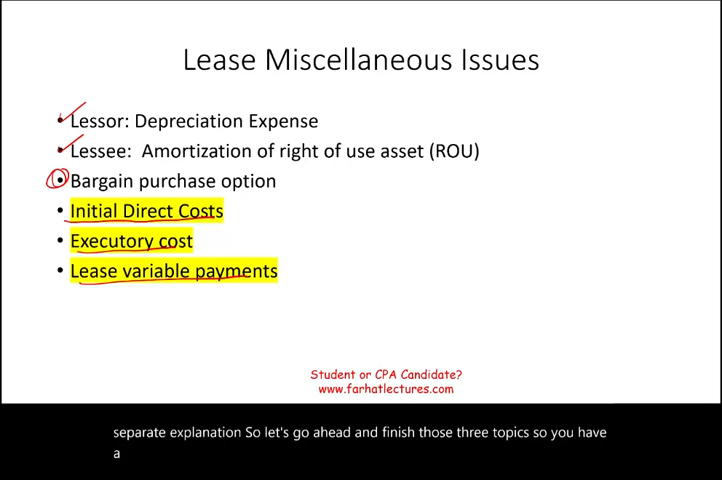 Lease Miscellaneous Issues
• Lessor: Depreciation Expense
• Lessee: Amortization of right of use asset (ROU)
• Bargain purchase option
• Initial Direct Costs
• Executory cost
• Lease variable payments
Student or CPA Candidate?
www.farhatlectures.com
separate explanation So let's go ahead and finish those three topics so you have
a